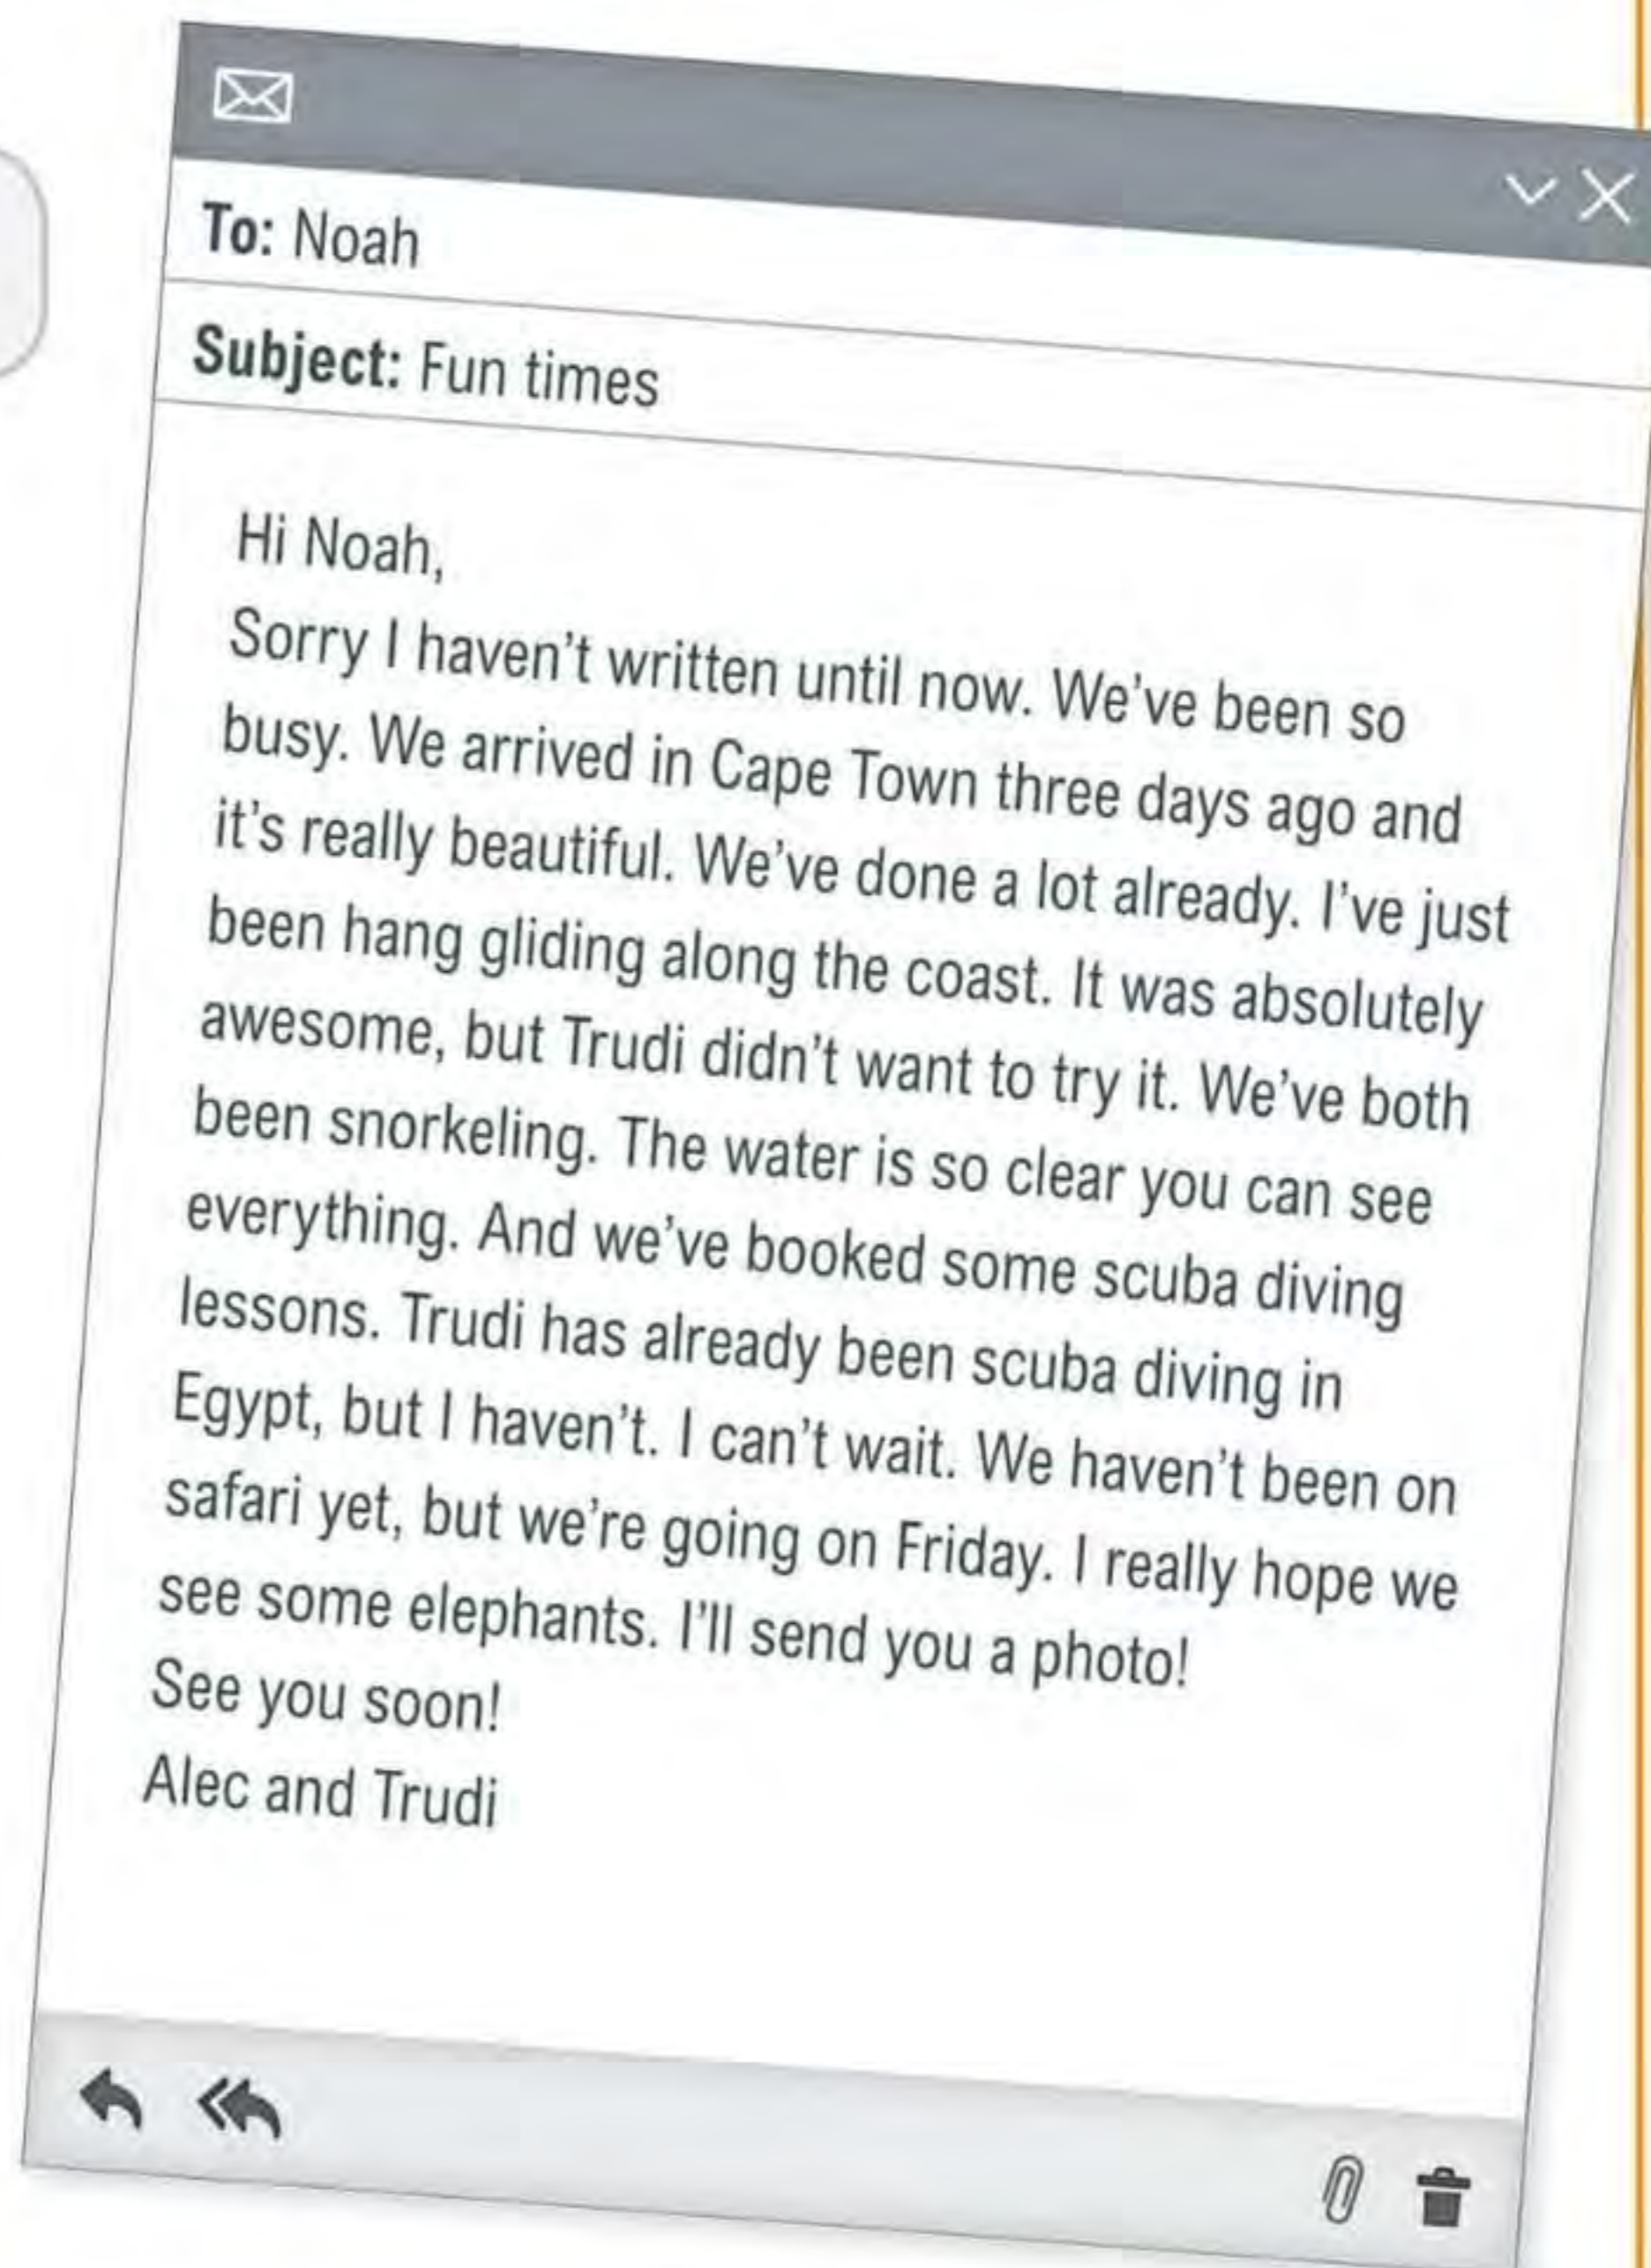 To: Noah
Subject: Fun times
Hi Noah,
Sorry I haven't written until now. We've been so
busy. We arrived in Cape Town three days ago and
it's really beautiful. We've done a lot already. I've just
been hang gliding along the coast. It was absolutely
awesome, but Trudi didn't want to try it. We've both
been snorkeling. The water is so clear you can see
everything. And we've booked some scuba diving
lessons. Trudi has already been scuba diving in
Egypt, but I haven't. I can't wait. We haven't been on
safari yet, but we're going on Friday. I really hope we
see some elephants. I'll send you a photo!
See you soon!
Alec and Trudi